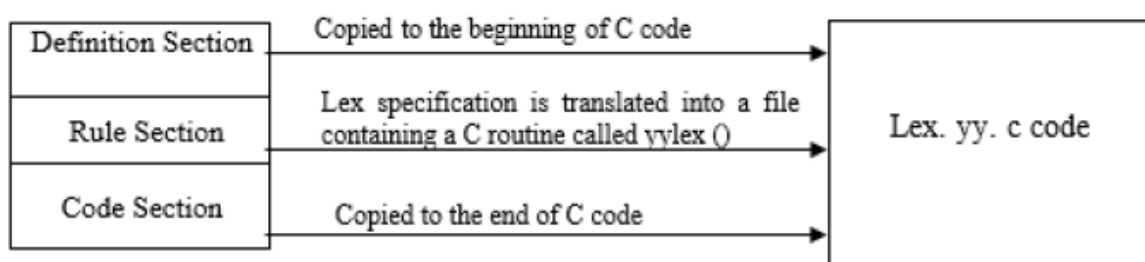 Definition Section
Copied to the beginning of C code
Lex specification is translated into a file
containing a C routine called yylex ()
Rule Section
Lex. yy. c code
Code Section
Copied to the end of C code